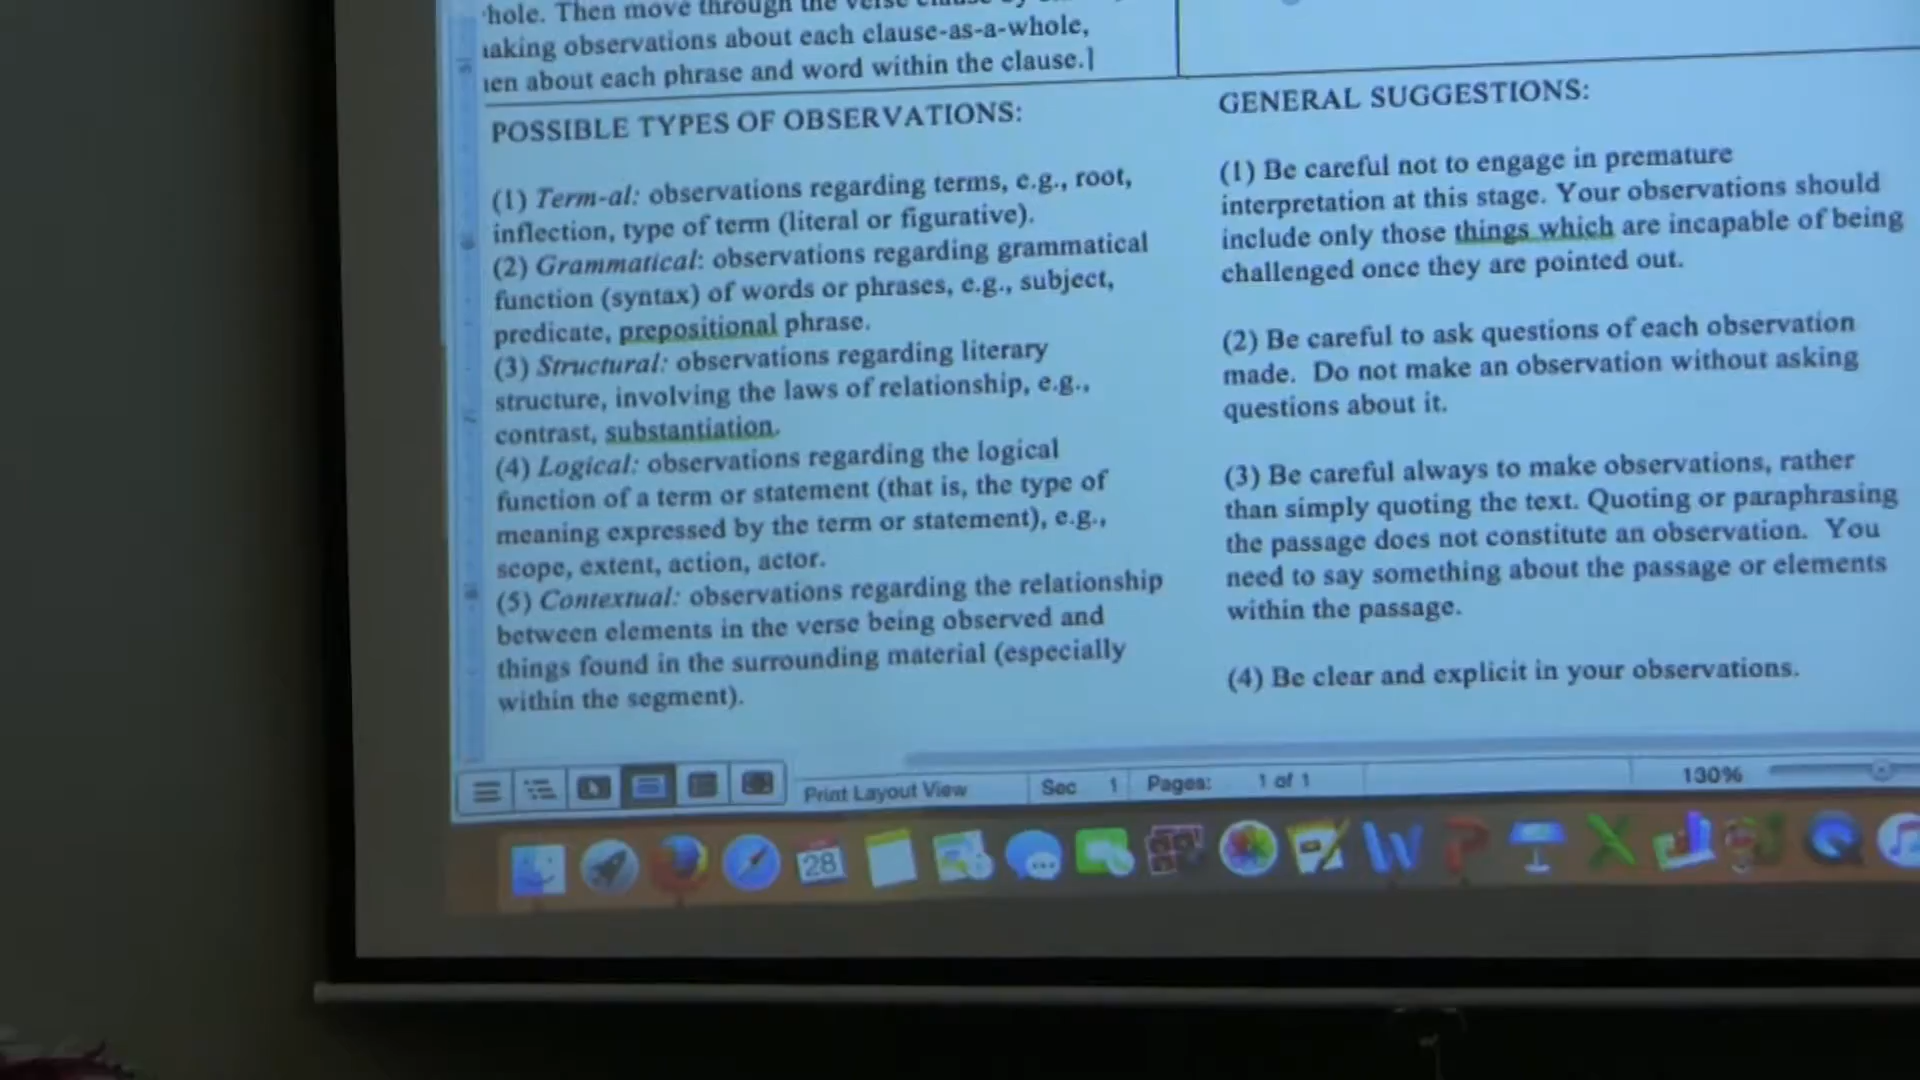 hole. Then move through the verse
aking observations about each clause-as-a-whole,
en about each phrase and word within the clause.]
POSSIBLE TYPES OF OBSERVATIONS:
(1) Term-al: observations regarding terms, e.g., root,
inflection, type of term (literal or figurative).
(2) Grammatical: observations regarding grammatical
function (syntax) of words or phrases, e.g., subject,
predicate, prepositional phrase.
(3) Structural: observations regarding literary
structure, involving the laws of relationship, e.g.,
contrast, substantiation.
(4) Logical: observations regarding the logical
function of a term or statement (that is, the type of
meaning expressed by the term or statement), e.g.,
scope, extent, action, actor.
(5) Contextual: observations regarding the relationship
between elements in the verse being observed and
things found in the surrounding material (especially
within the segment).
GENERAL SUGGESTIONS:
(1) Be careful not to engage in premature
interpretation at this stage. Your observations should
include only those things which are incapable of being
challenged once they are pointed out.
(2) Be careful to ask questions of each observation
made. Do not make an observation without asking
questions about it.
(3) Be careful always to make observations, rather
than simply quoting the text. Quoting or paraphrasing
the passage does not constitute an observation. You
need to say something about the passage or elements
within the passage.
(4) Be clear and explicit in your observations.
Print Layout View Sec 1 Pages: 1 of 1 130%
28